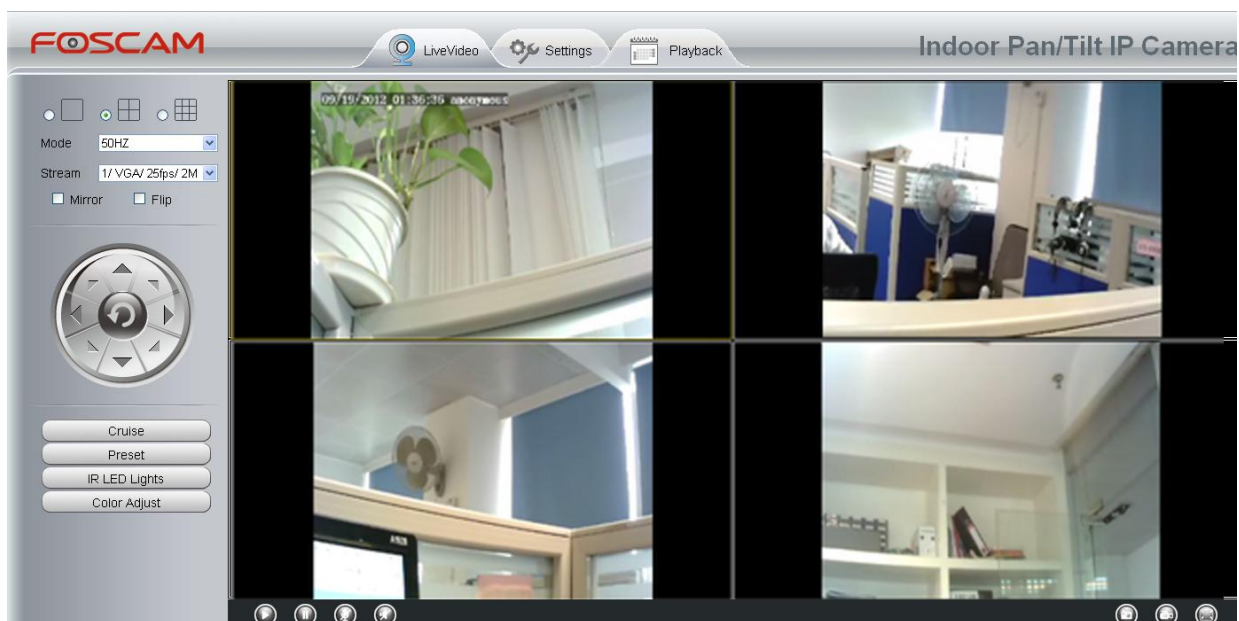 FOSCAM
LiveVideo
Settings
Playback
Indoor Pan/Tilt IP Camera
Mode 50HZ
Stream 1/ VGA/ 25fps/ 2M
Mirror Flip
Cruise
Preset
IR LED Lights
Color Adjust
09/19/2012 01:36:36 anonymous